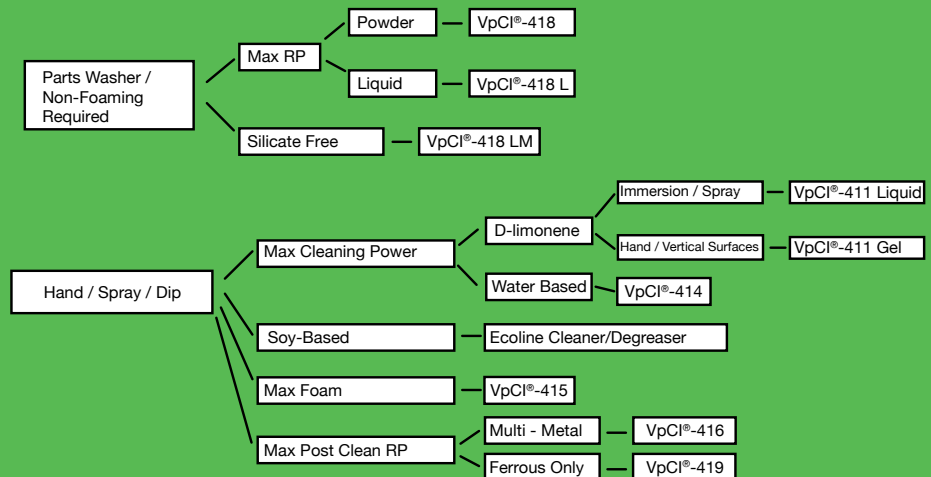 Powder
VpCI®-418
Max RP
Parts Washer /
Non-Foaming
Required
Liquid
VpCI®-418 L
Silicate Free
VpCI®-418 LM
Immersion / Spray
VpCI®-411 Liquid
D-limonene
Max Cleaning Power
Hand / Vertical Surfaces
VpCI®-411 Gel
Hand / Spray / Dip
Water Based
VpCI®-414
Soy-Based
Ecoline Cleaner/Degreaser
Max Foam
VpCI®-415
Multi - Metal
VpCI®-416
Max Post Clean RP
Ferrous Only
VpCI®-419